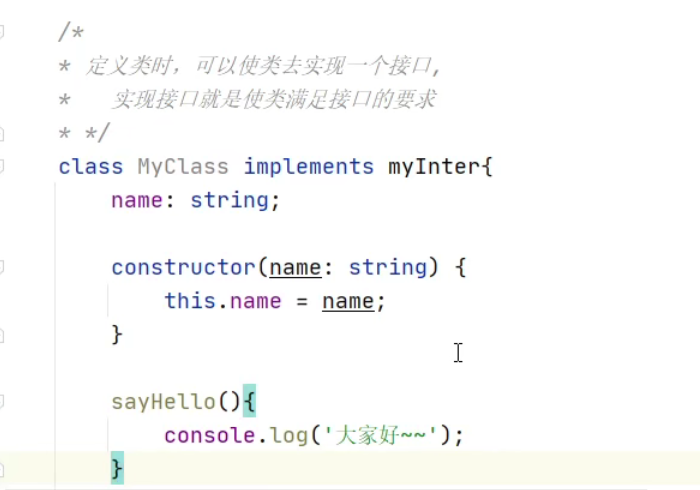 /*
* 定义类时，可以使类去实现一个接口，
*   实现接口就是使类满足接口的要求
* */
class MyClass implements myInter{
    name: string;
    constructor(name: string) {
        this.name = name;
    }
    sayHello(){
        console.log('大家好~~');
    }